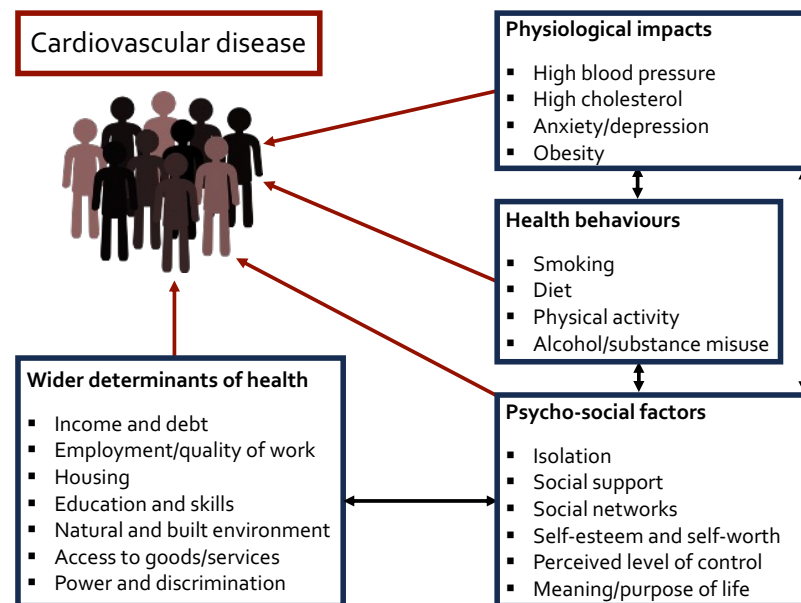 Cardiovascular disease
Physiological impacts
▪ High blood pressure
▪ High cholesterol
▪ Anxiety/depression
▪ Obesity
Health behaviours
▪ Smoking
▪ Diet
▪ Physical activity
▪ Alcohol/substance misuse
Wider determinants of health
▪ Income and debt
▪ Employment/quality of work
▪ Housing
▪ Education and skills
▪ Natural and built environment
▪ Access to goods/services
▪ Power and discrimination
Psycho-social factors
▪ Isolation
▪ Social support
▪ Social networks
▪ Self-esteem and self-worth
▪ Perceived level of control
▪ Meaning/purpose of life